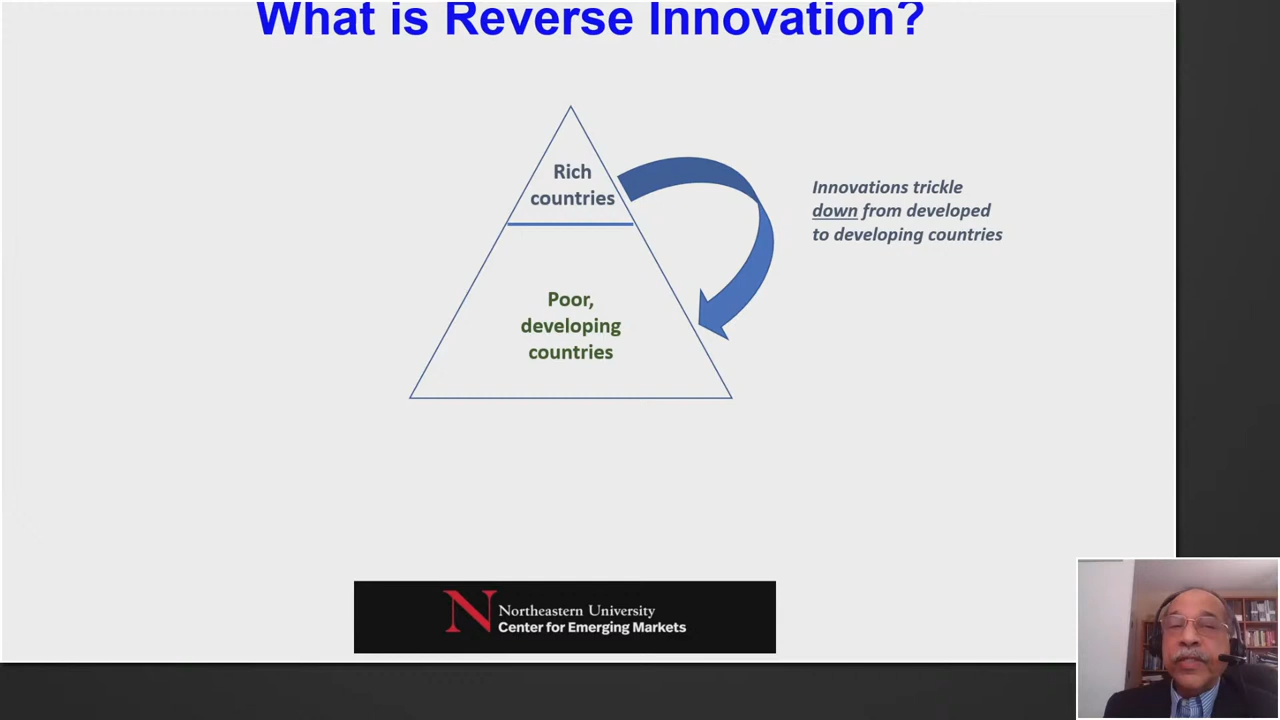 What is Reverse Innovation?
Rich
countries
Innovations trickle
down from developed
to developing countries
Poor,
developing
countries
N Northeastern University
Center for Emerging Markets